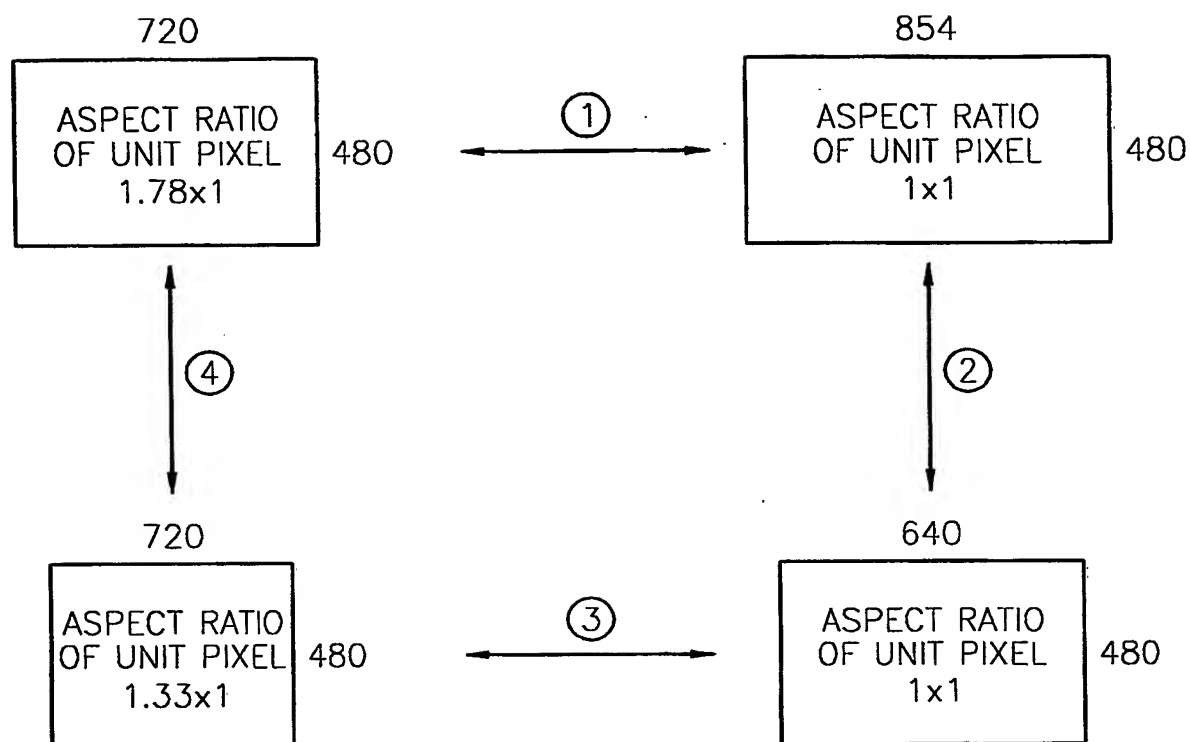 720
ASPECT RATIO
OF UNIT PIXEL
1.78x1
480
1
854
ASPECT RATIO
OF UNIT PIXEL
1x1
480
4
2
720
ASPECT RATIO
OF UNIT PIXEL
1.33x1
480
3
640
ASPECT RATIO
OF UNIT PIXEL
1x1
480